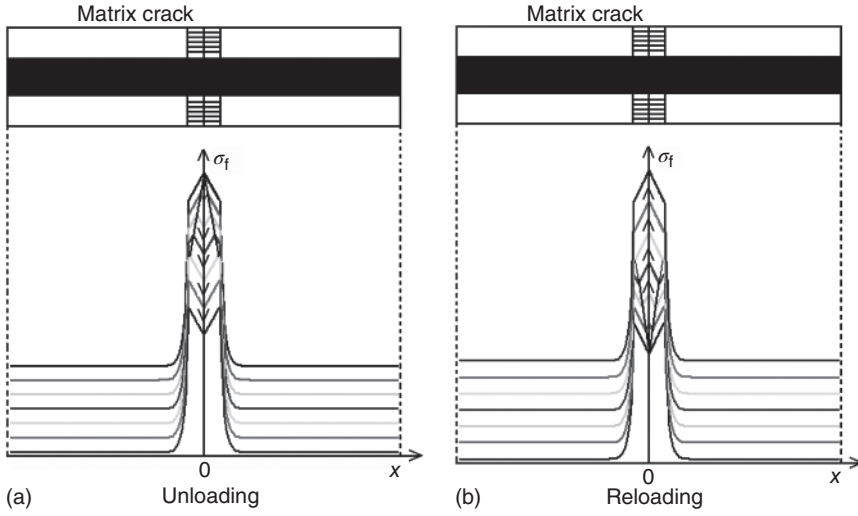 Matrix crack
σf
0
x
(a)
Unloading
Matrix crack
σf
0
x
(b)
Reloading